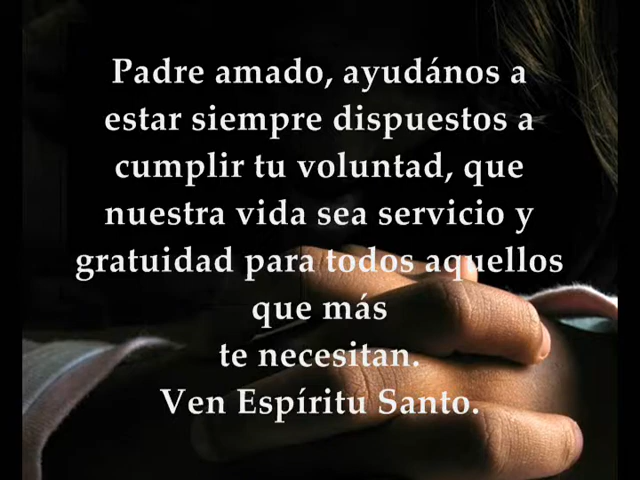 Padre amado, ayudános a
estar siempre dispuestos a
cumplir tu voluntad, que
nuestra vida sea servicio y
gratuidad para todos aquellos
que más
te necesitan.
Ven Espíritu Santo.